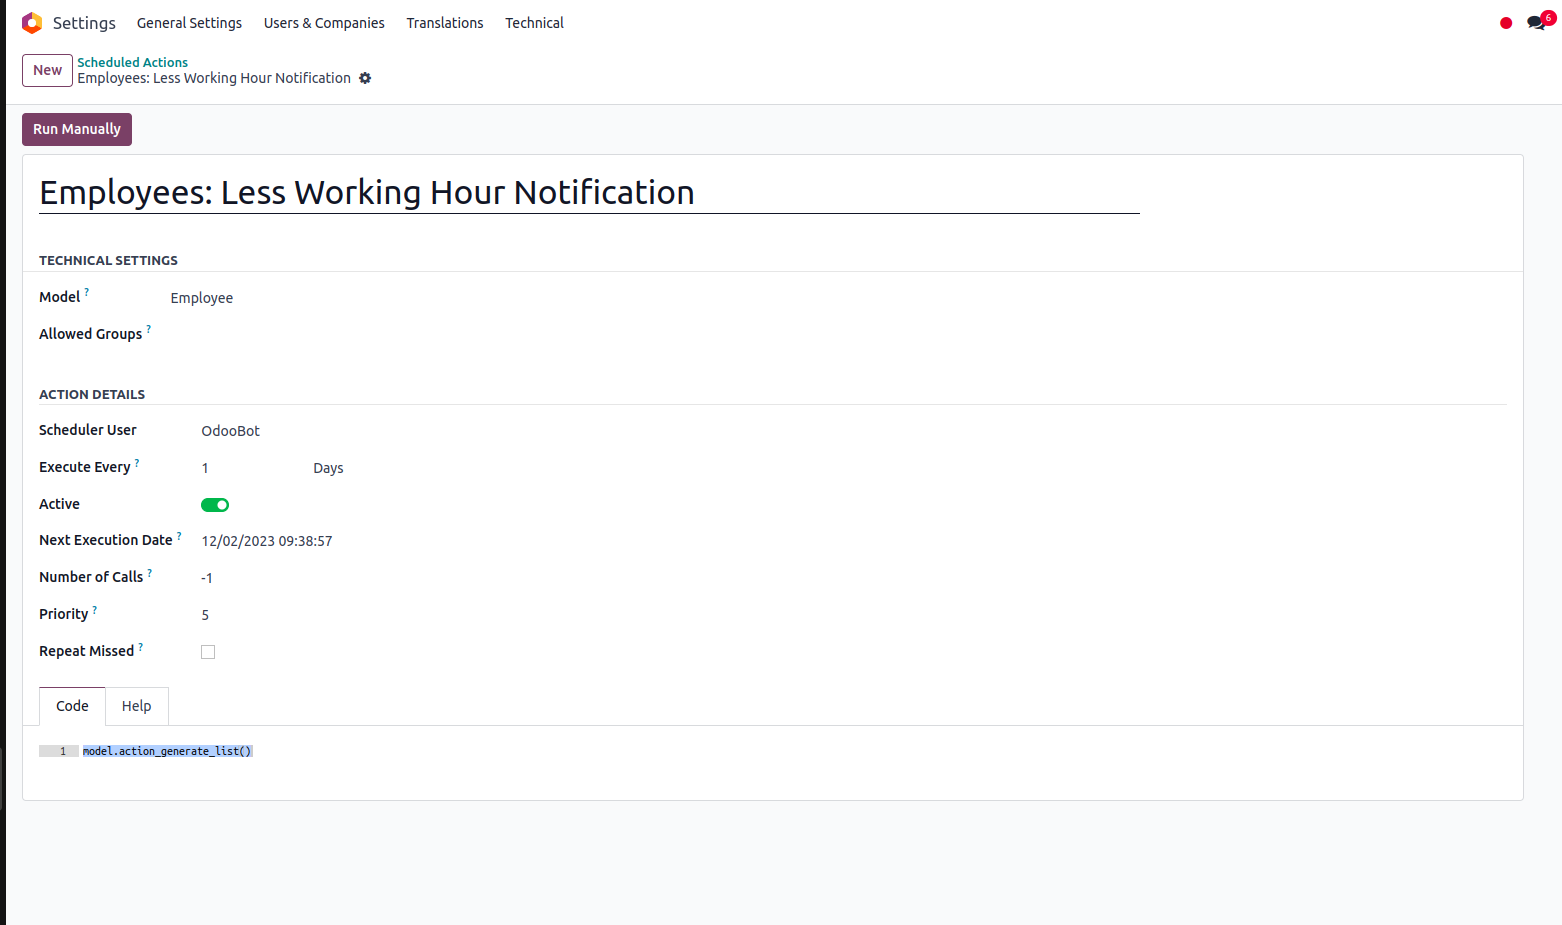 Settings General Settings Users & Companies Translations Technical 6
New Scheduled Actions
Employees: Less Working Hour Notification
Run Manually
Employees: Less Working Hour Notification
TECHNICAL SETTINGS
Model ? Employee
Allowed Groups ?
ACTION DETAILS
Scheduler User OdooBot
Execute Every ? 1 Days
Active
Next Execution Date ? 12/02/2023 09:38:57
Number of Calls ? -1
Priority ? 5
Repeat Missed ?
Code Help
1 model.action_generate_list()